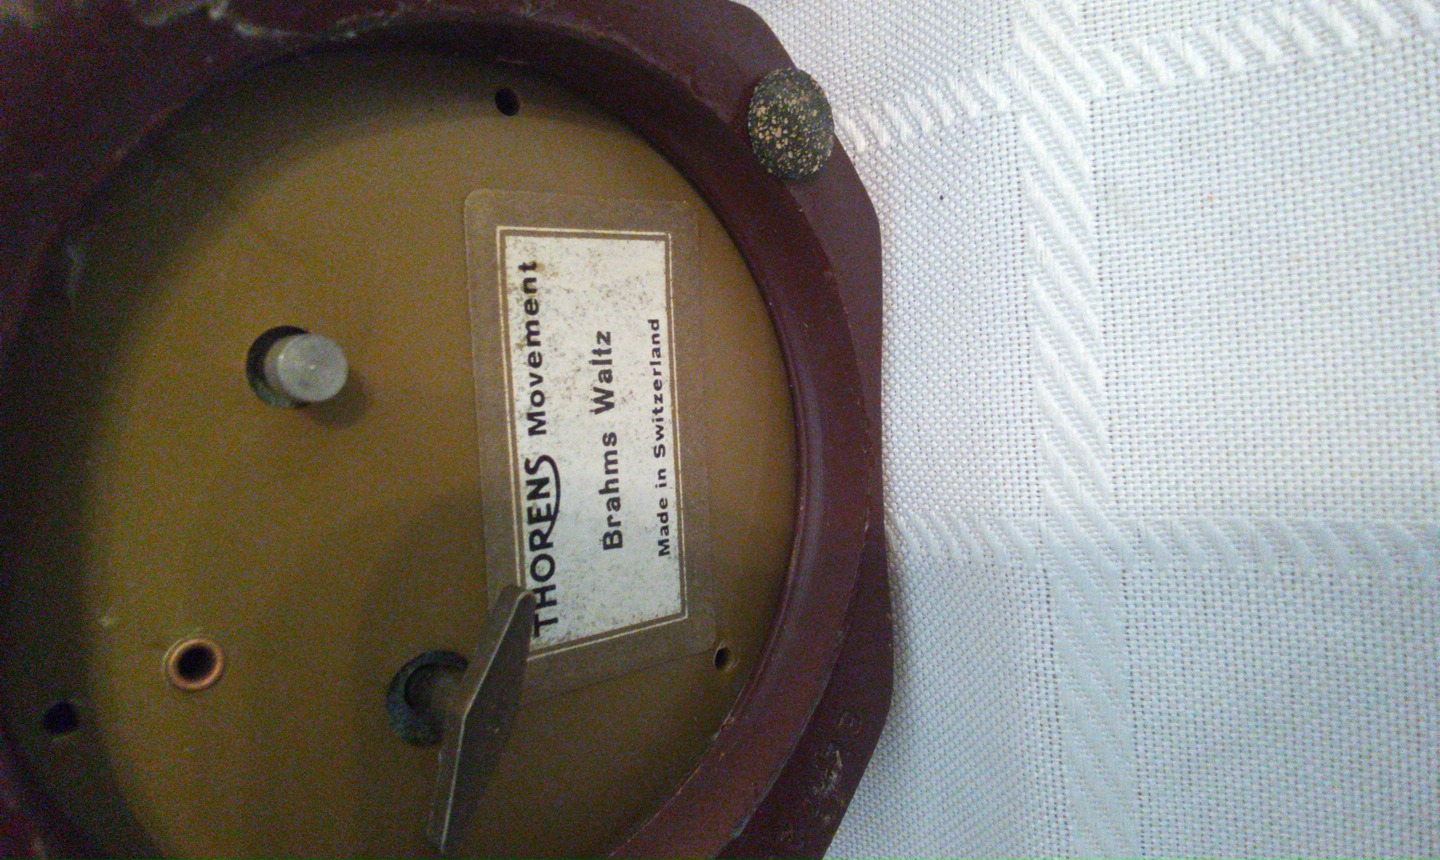 THORENS Movement
Brahms Waltz
Made in Switzerland